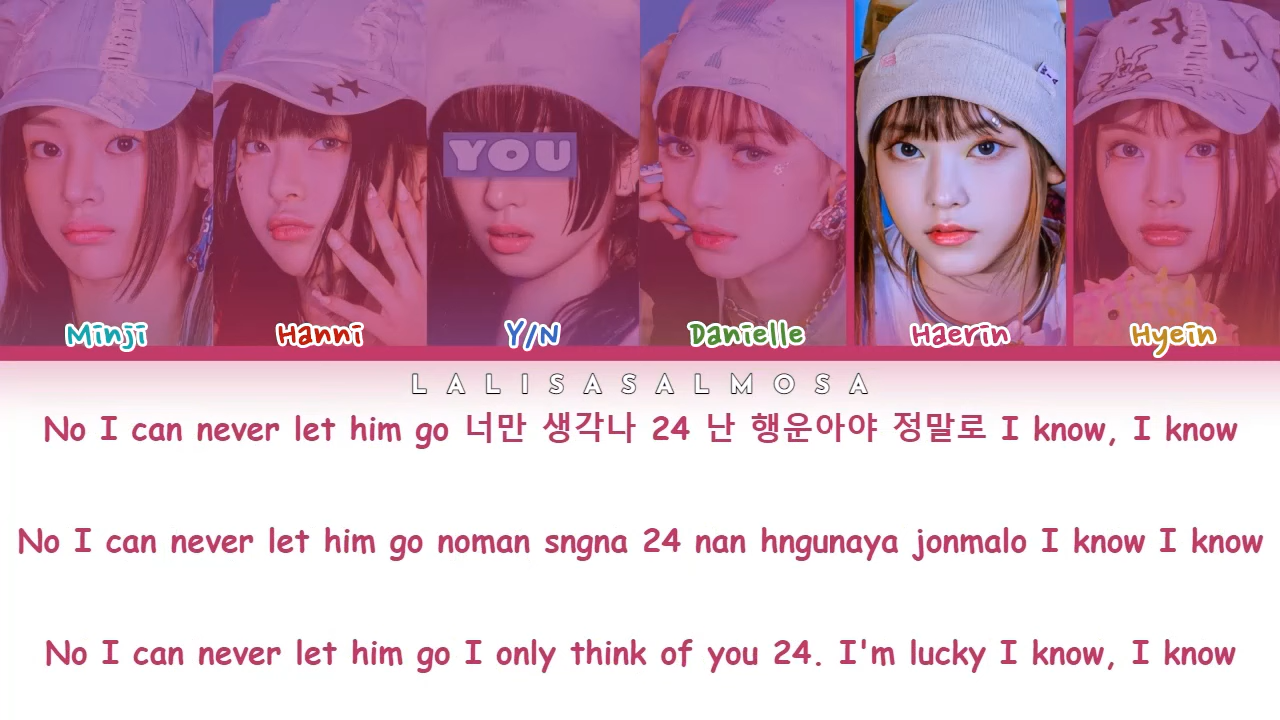 YOU
Minji Hanni Y/N Danielle Haerin Hyein
LALISASALMOSA
No I can never let him go 너만 생각나 24 난 행운아야 정말로 I know, I know
No I can never let him go noman sngna 24 nan hngunaya jonmalo I know I know
No I can never let him go I only think of you 24. I'm lucky I know, I know